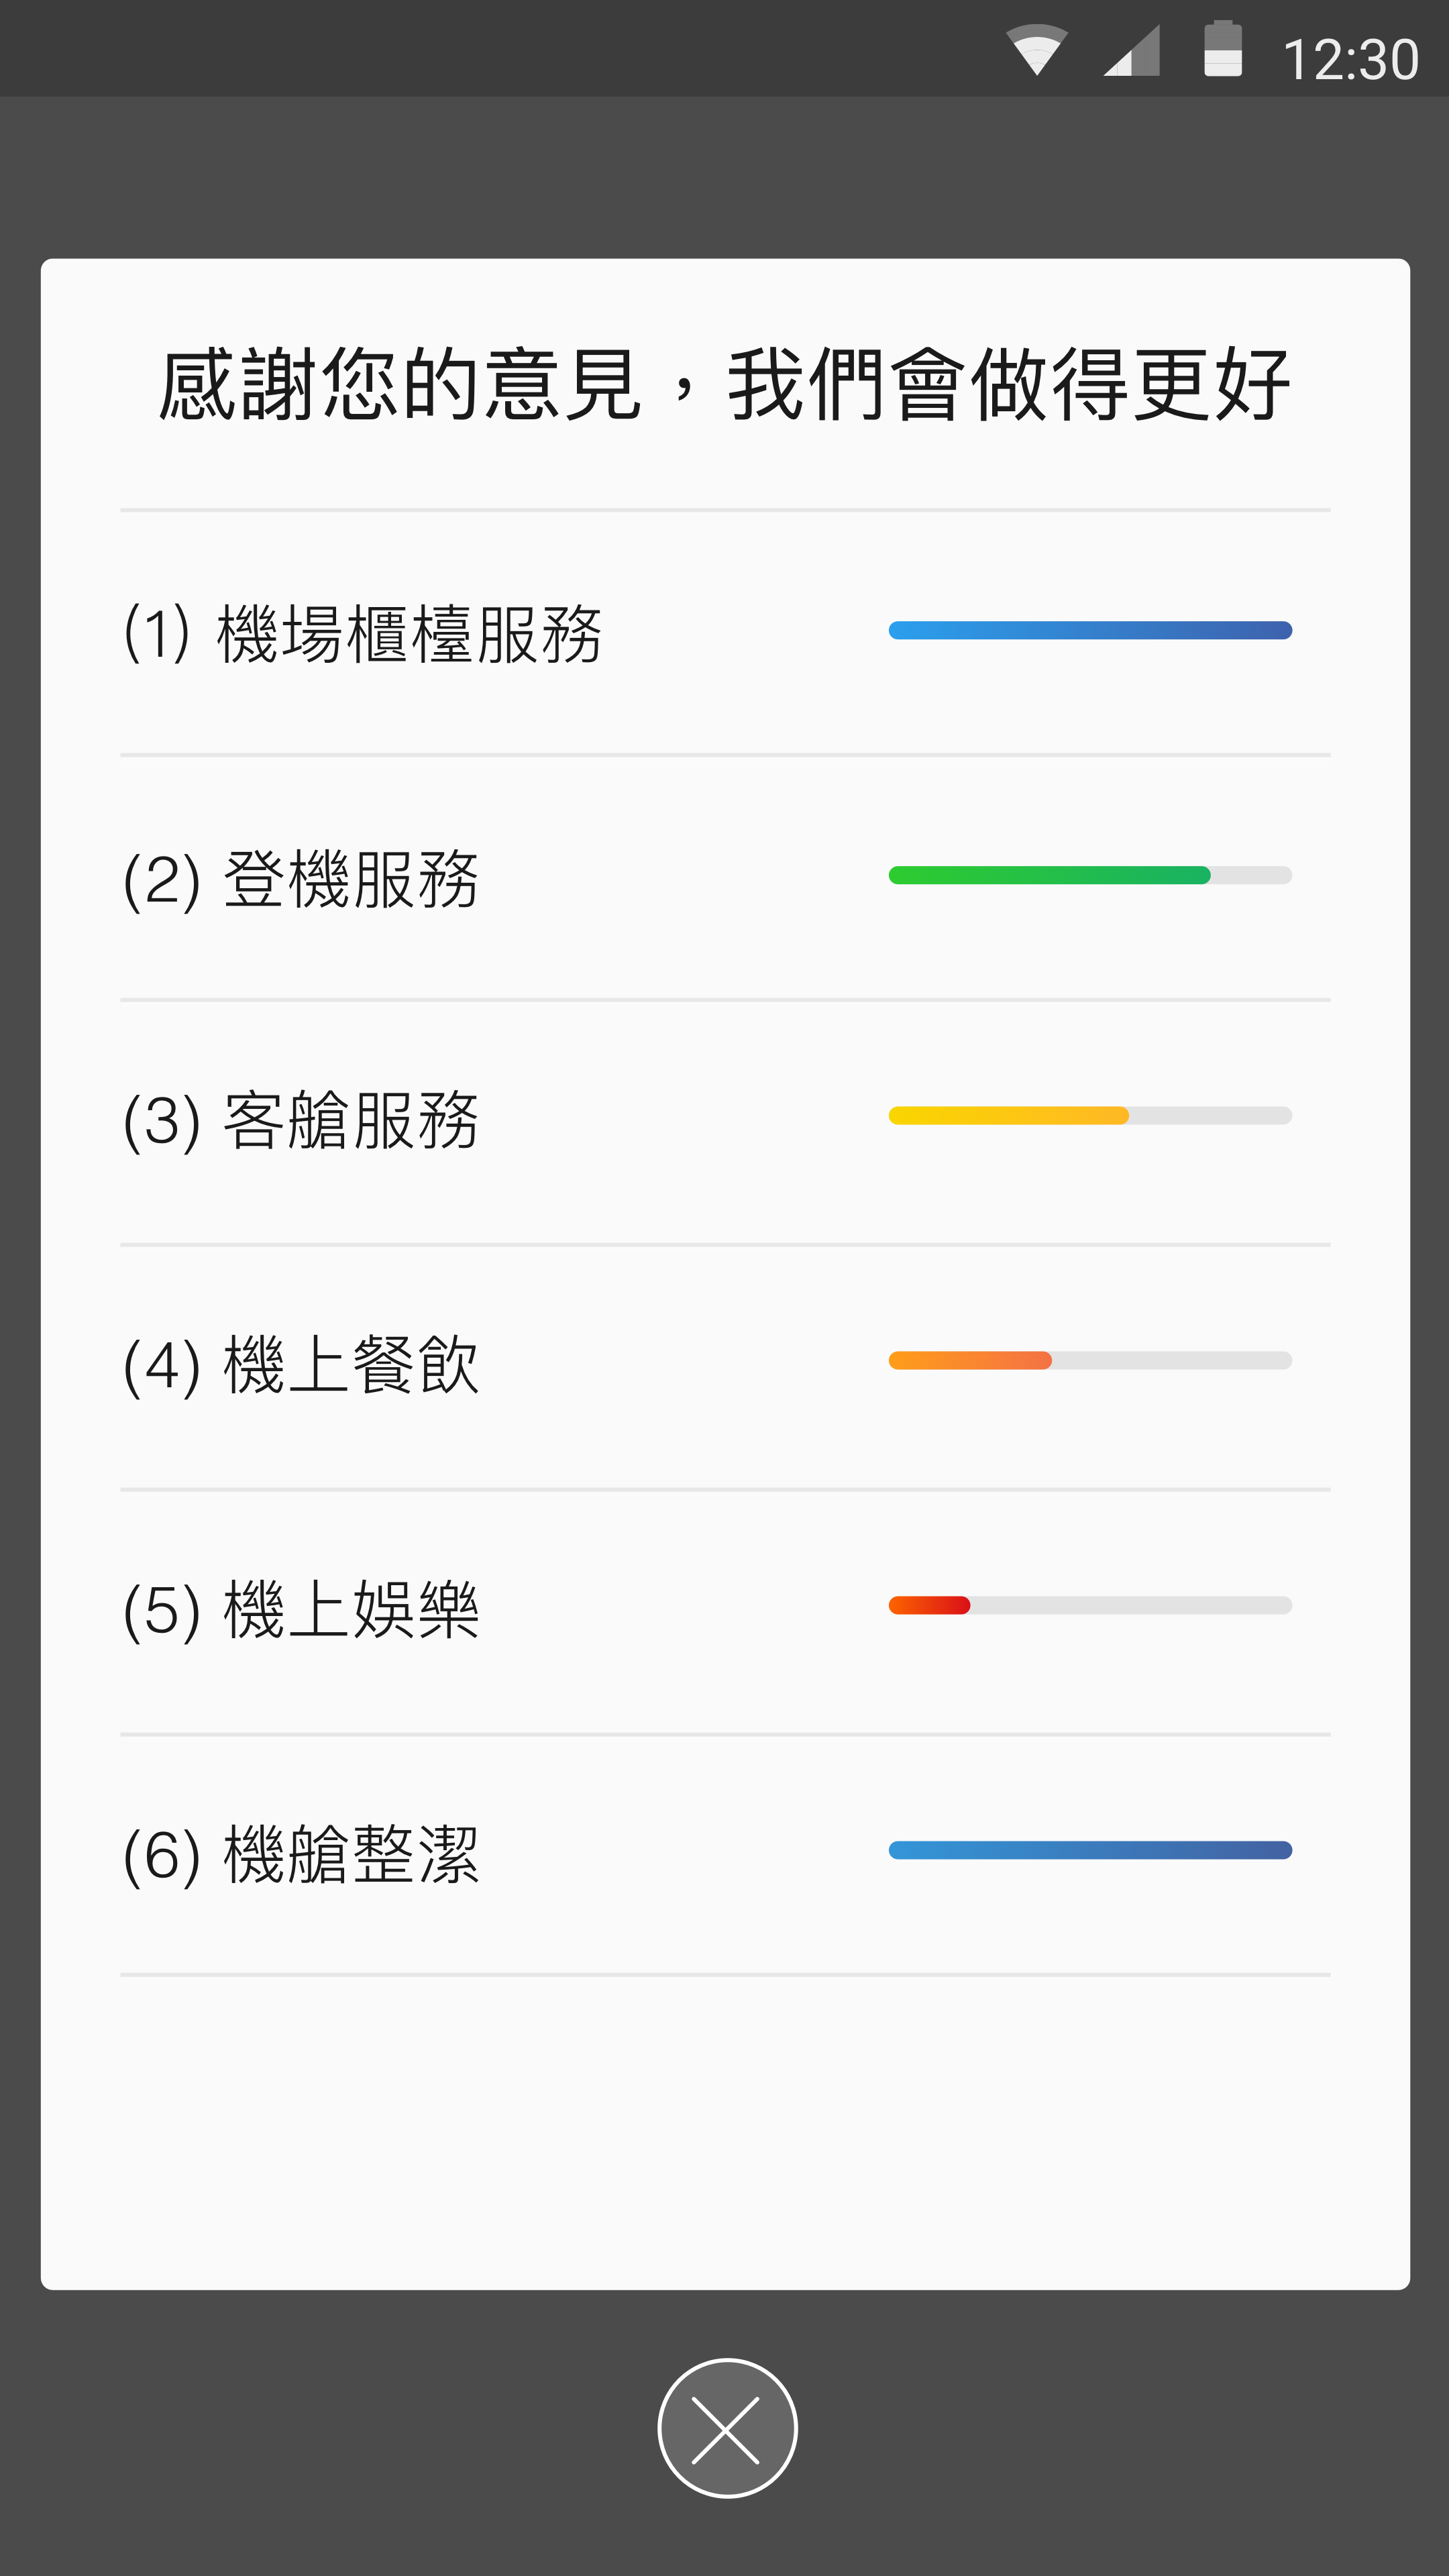 12:30
感謝您的意見，我們會做得更好
(1) 機場櫃檯服務
(2) 登機服務
(3) 客艙服務
(4) 機上餐飲
(5) 機上娛樂
(6) 機艙整潔